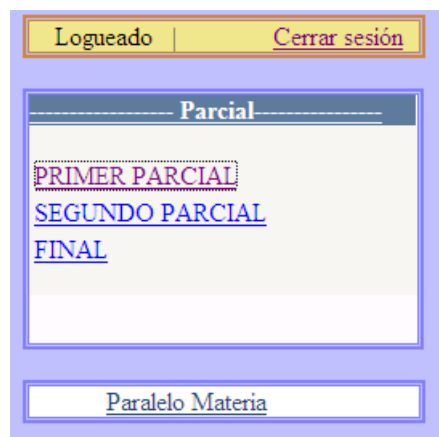 Logueado | Cerrar sesión
----------------- Parcial---------------
PRIMER PARCIAL
SEGUNDO PARCIAL
FINAL
Paralelo Materia